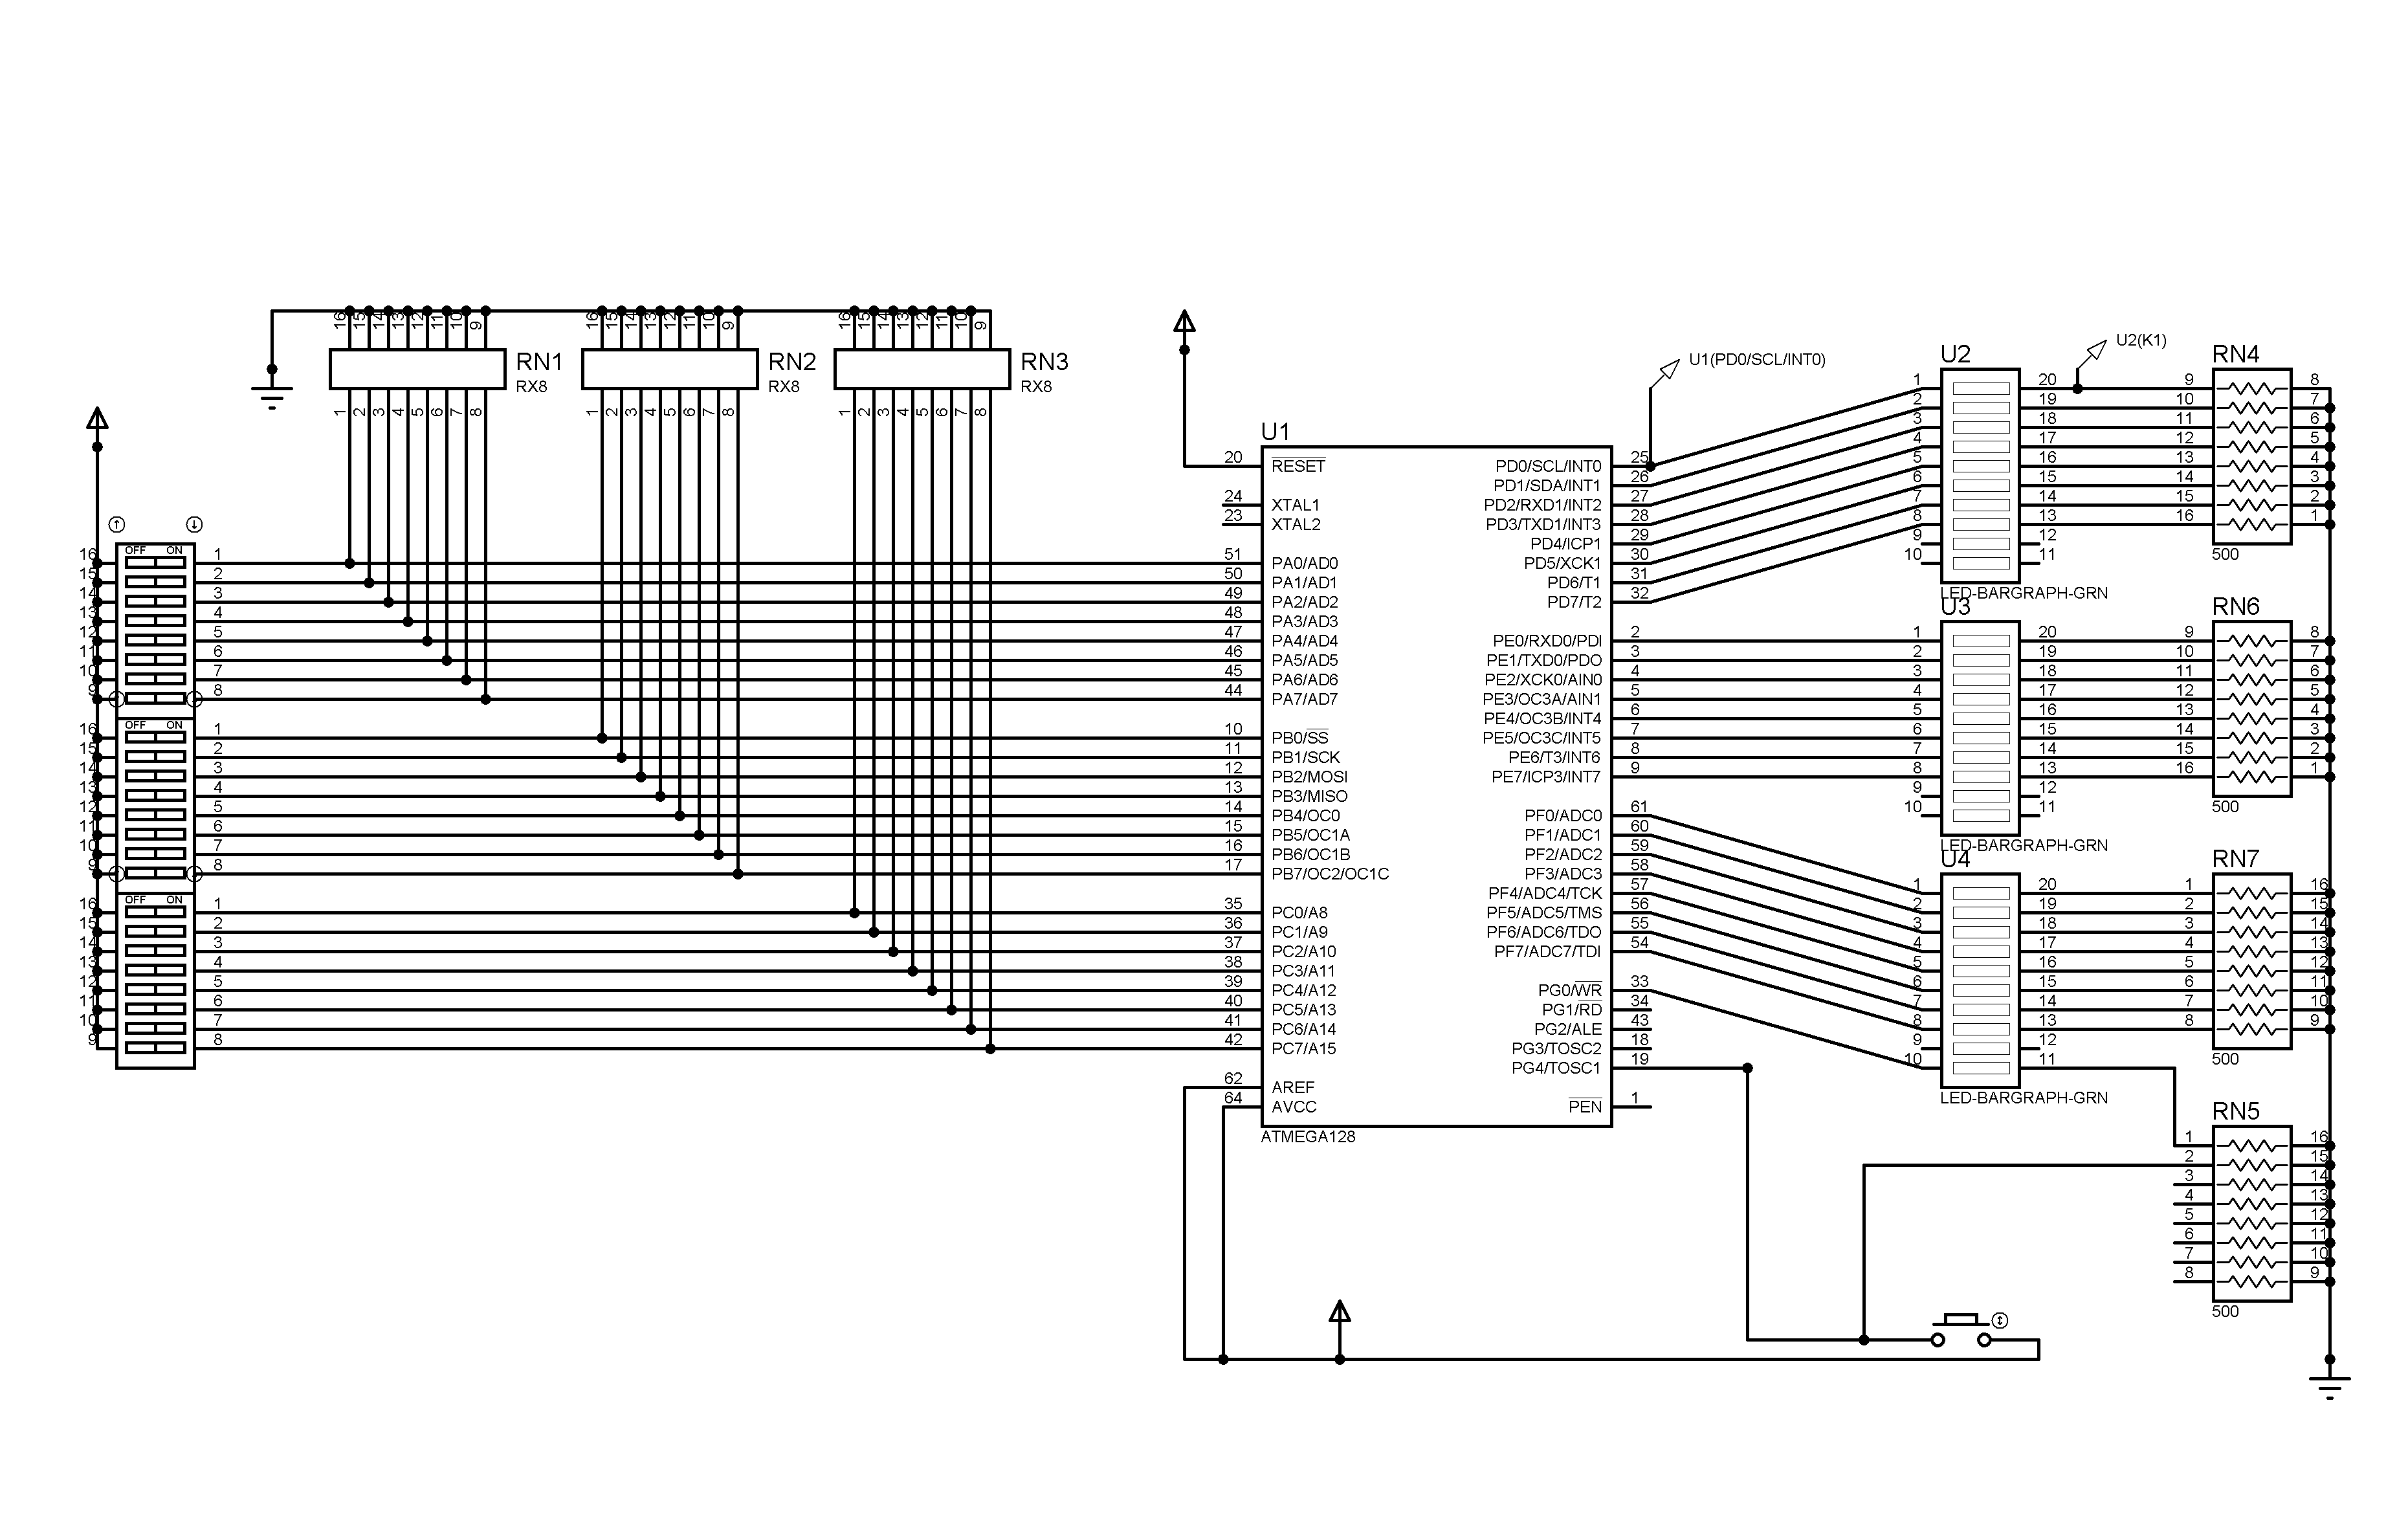 16 15 14 13 12 11 10 9
RN1
RX8
1 2 3 4 5 6 7 8
16 15 14 13 12 11 10 9
RN2
RX8
1 2 3 4 5 6 7 8
16 15 14 13 12 11 10 9
RN3
RX8
1 2 3 4 5 6 7 8
OFF ON
16 1
15 2
14 3
13 4
12 5
11 6
10 7
9 8
OFF ON
16 1
15 2
14 3
13 4
12 5
11 6
10 7
9 8
OFF ON
16 1
15 2
14 3
13 4
12 5
11 6
10 7
9 8
U1
20 RESET
24 XTAL1
23 XTAL2
51 PA0/AD0
50 PA1/AD1
49 PA2/AD2
48 PA3/AD3
47 PA4/AD4
46 PA5/AD5
45 PA6/AD6
44 PA7/AD7
10 PB0/SS
11 PB1/SCK
12 PB2/MOSI
13 PB3/MISO
14 PB4/OC0
15 PB5/OC1A
16 PB6/OC1B
17 PB7/OC2/OC1C
35 PC0/A8
36 PC1/A9
37 PC2/A10
38 PC3/A11
39 PC4/A12
40 PC5/A13
41 PC6/A14
42 PC7/A15
62 AREF
64 AVCC
PD0/SCL/INT0 25
PD1/SDA/INT1 26
PD2/RXD1/INT2 27
PD3/TXD1/INT3 28
PD4/ICP1 29
PD5/XCK1 30
PD6/T1 31
PD7/T2 32
PE0/RXD0/PDI 2
PE1/TXD0/PDO 3
PE2/XCK0/AIN0 4
PE3/OC3A/AIN1 5
PE4/OC3B/INT4 6
PE5/OC3C/INT5 7
PE6/T3/INT6 8
PE7/ICP3/INT7 9
PF0/ADC0 61
PF1/ADC1 60
PF2/ADC2 59
PF3/ADC3 58
PF4/ADC4/TCK 57
PF5/ADC5/TMS 56
PF6/ADC6/TDO 55
PF7/ADC7/TDI 54
PG0/WR 33
PG1/RD 34
PG2/ALE 43
PG3/TOSC2 18
PG4/TOSC1 19
PEN 1
ATMEGA128
U1(PD0/SCL/INT0)
U2(K1)
U2
1 20
2 19
3 18
4 17
5 16
6 15
7 14
8 13
9 12
10 11
LED-BARGRAPH-GRN
RN4
9 8
10 7
11 6
12 5
13 4
14 3
15 2
16 1
500
U3
1 20
2 19
3 18
4 17
5 16
6 15
7 14
8 13
9 12
10 11
LED-BARGRAPH-GRN
RN6
9 8
10 7
11 6
12 5
13 4
14 3
15 2
16 1
500
U4
1 20
2 19
3 18
4 17
5 16
6 15
7 14
8 13
9 12
10 11
LED-BARGRAPH-GRN
RN7
1 16
2 15
3 14
4 13
5 12
6 11
7 10
8 9
500
RN5
1 16
2 15
3 14
4 13
5 12
6 11
7 10
8 9
500